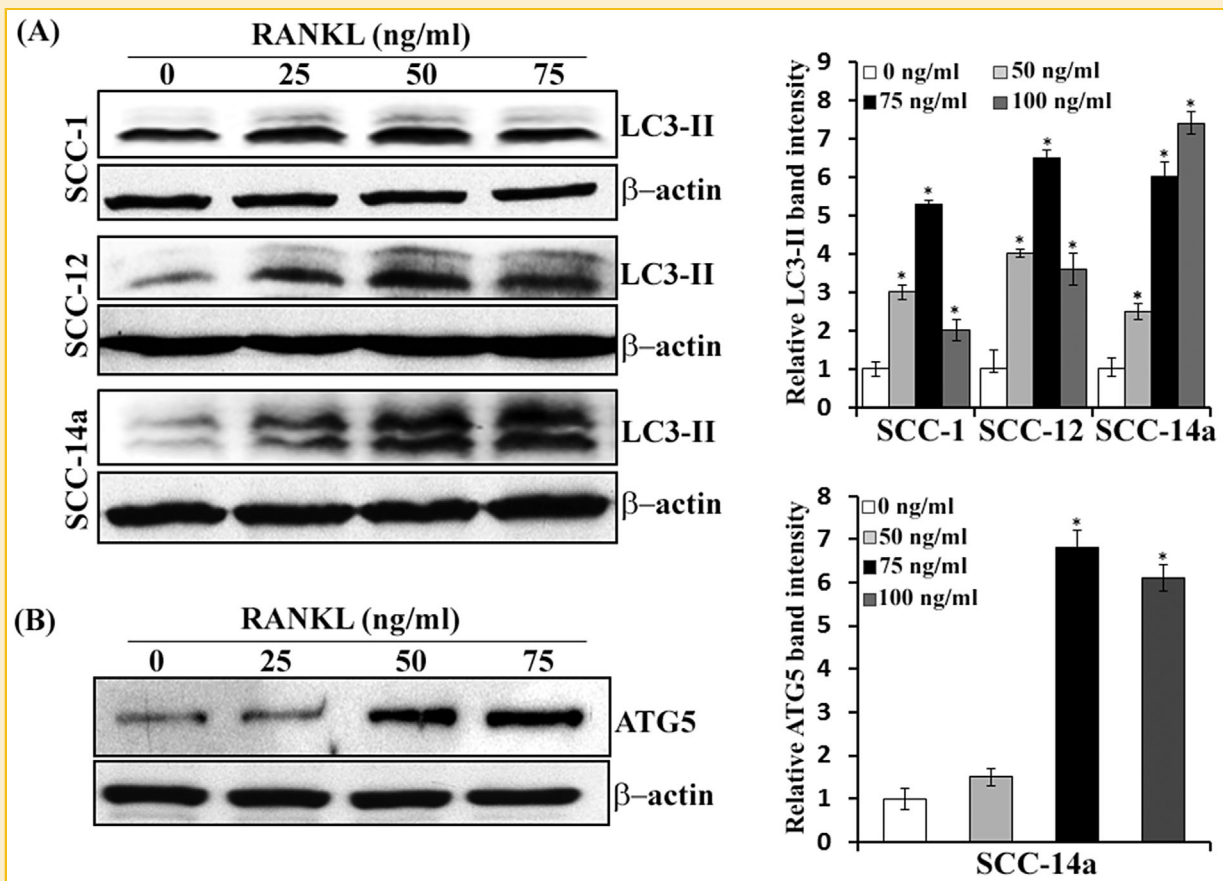 (A)
RANKL (ng/ml)
0 25 50 75
SCC-1
LC3-II
β–actin
SCC-12
LC3-II
β–actin
SCC-14a
LC3-II
β–actin
Relative LC3-II band intensity
9
8
7
6
5
4
3
2
1
0
0 ng/ml 50 ng/ml
75 ng/ml 100 ng/ml
* * *
* * *
* * *
SCC-1 SCC-12 SCC-14a
(B)
RANKL (ng/ml)
0 25 50 75
ATG5
β–actin
Relative ATG5 band intensity
8
7
6
5
4
3
2
1
0
0 ng/ml
50 ng/ml
75 ng/ml
100 ng/ml
* *
SCC-14a